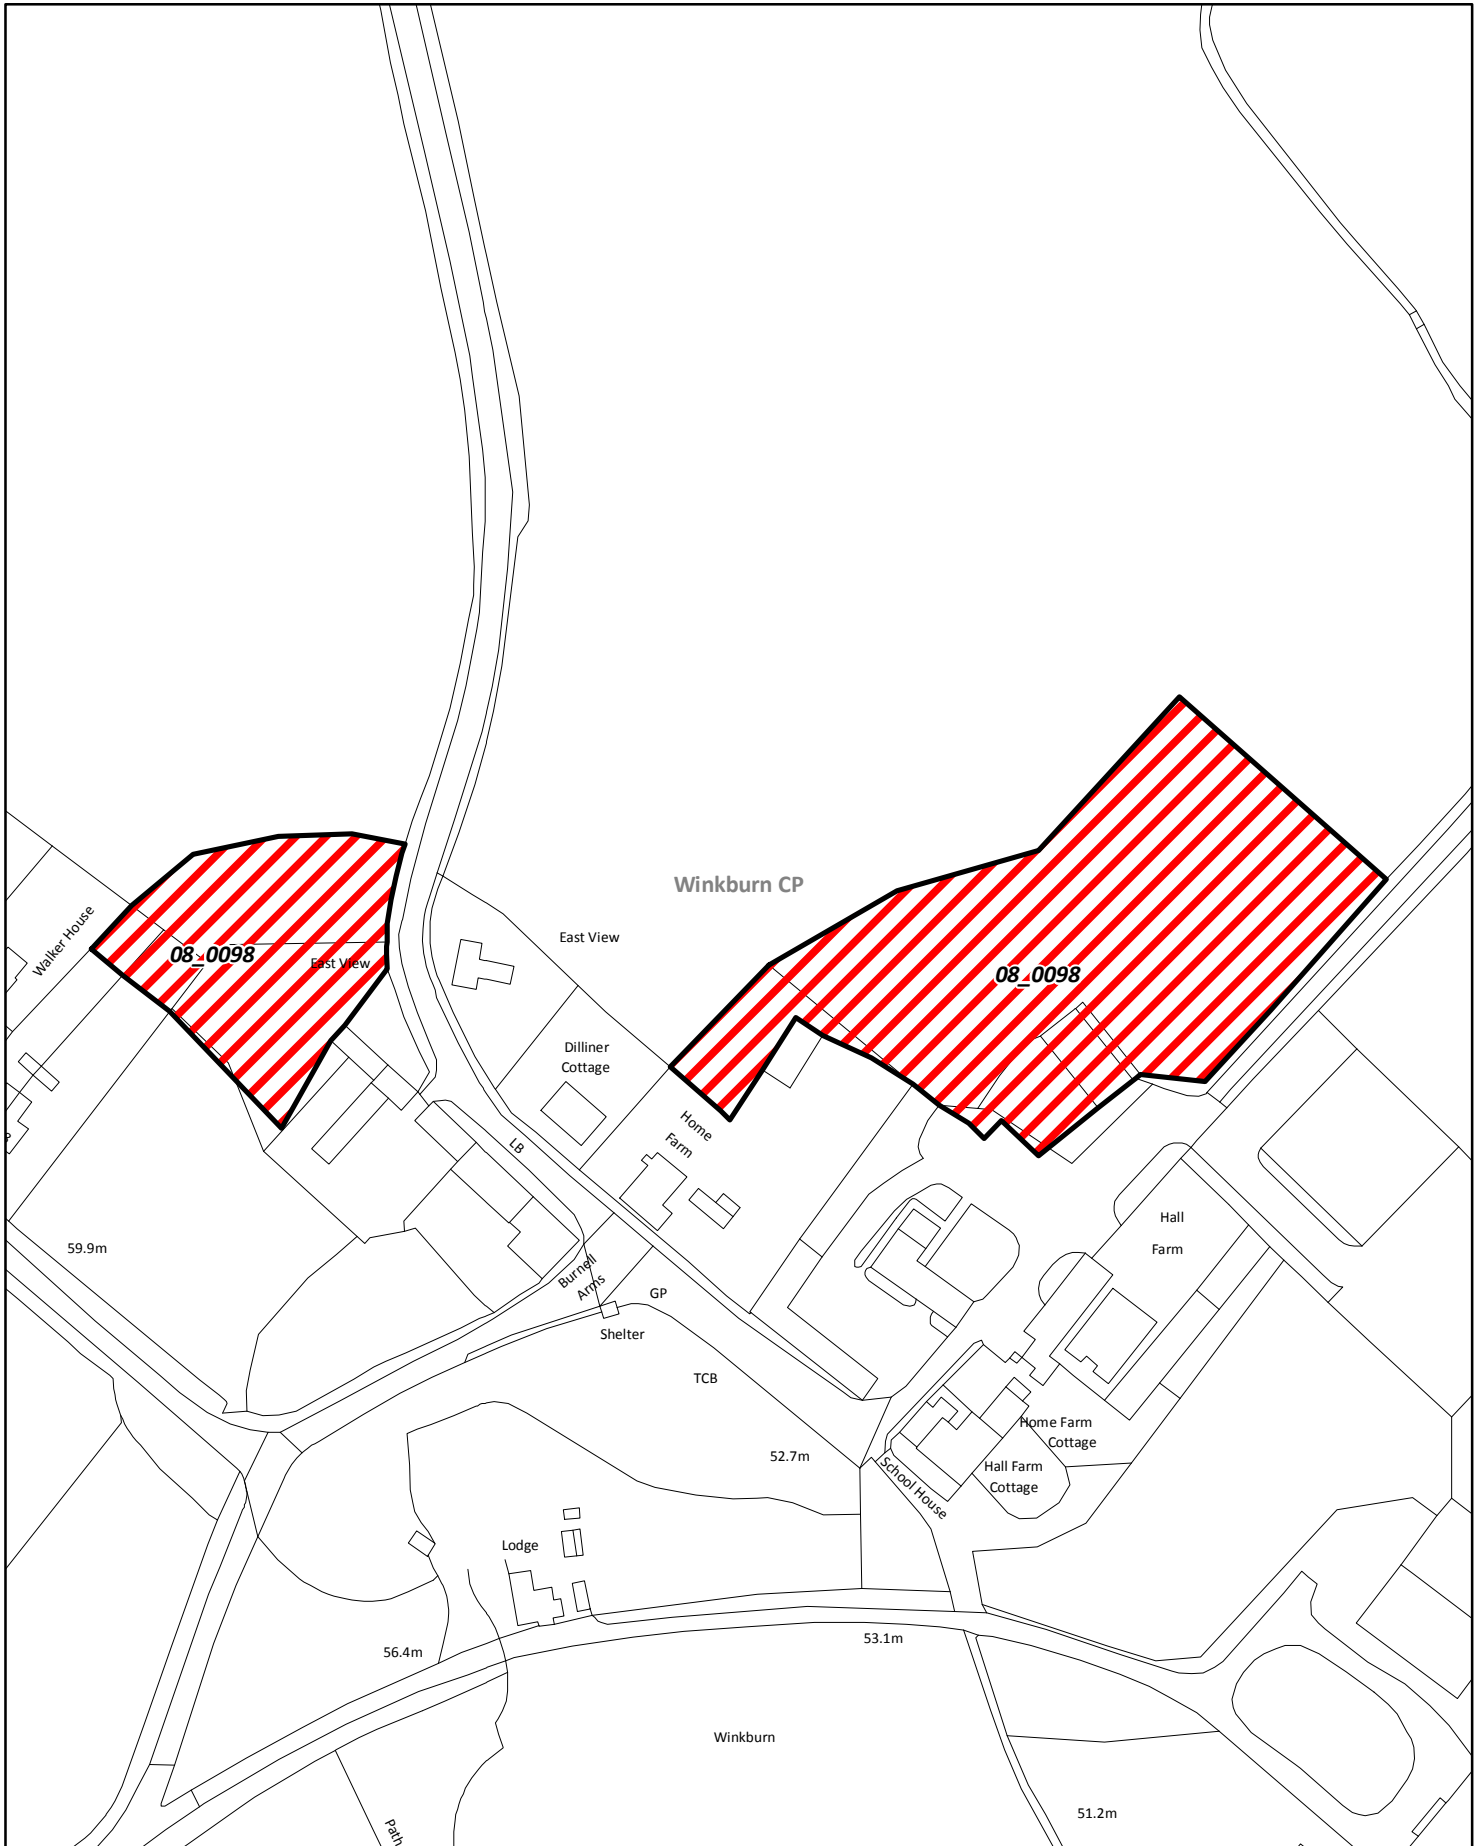 Winkburn CP
Walker House
08_0098
East View
East View
08_0098
Dilliner
Cottage
Home
Farm
LB
Hall
Farm
59.9m
Burnell
Arms
GP
Shelter
TCB
Home Farm
Cottage
52.7m
Hall Farm
Cottage
School House
Lodge
56.4m
53.1m
Winkburn
51.2m
Path